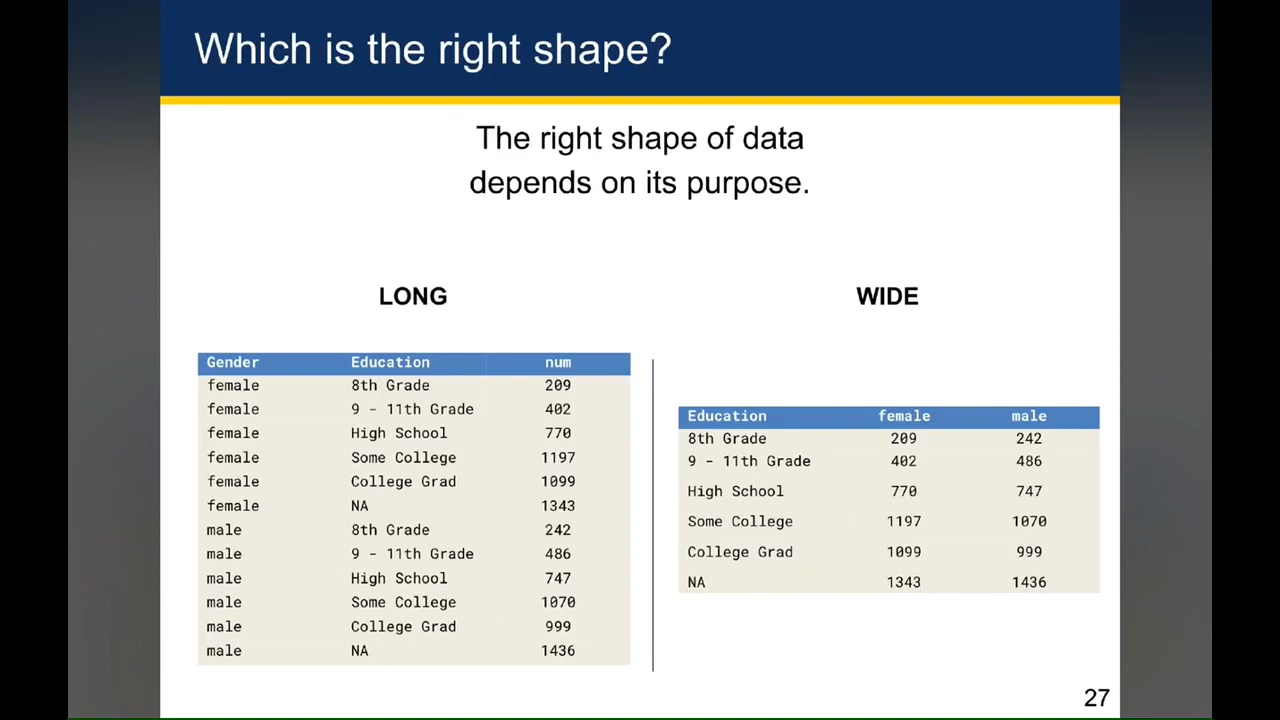 Which is the right shape?
The right shape of data
depends on its purpose.
LONG
Gender Education num
female 8th Grade 209
female 9 - 11th Grade 402
female High School 770
female Some College 1197
female College Grad 1099
female NA 1343
male 8th Grade 242
male 9 - 11th Grade 486
male High School 747
male Some College 1070
male College Grad 999
male NA 1436
WIDE
Education female male
8th Grade 209 242
9 - 11th Grade 402 486
High School 770 747
Some College 1197 1070
College Grad 1099 999
NA 1343 1436
27